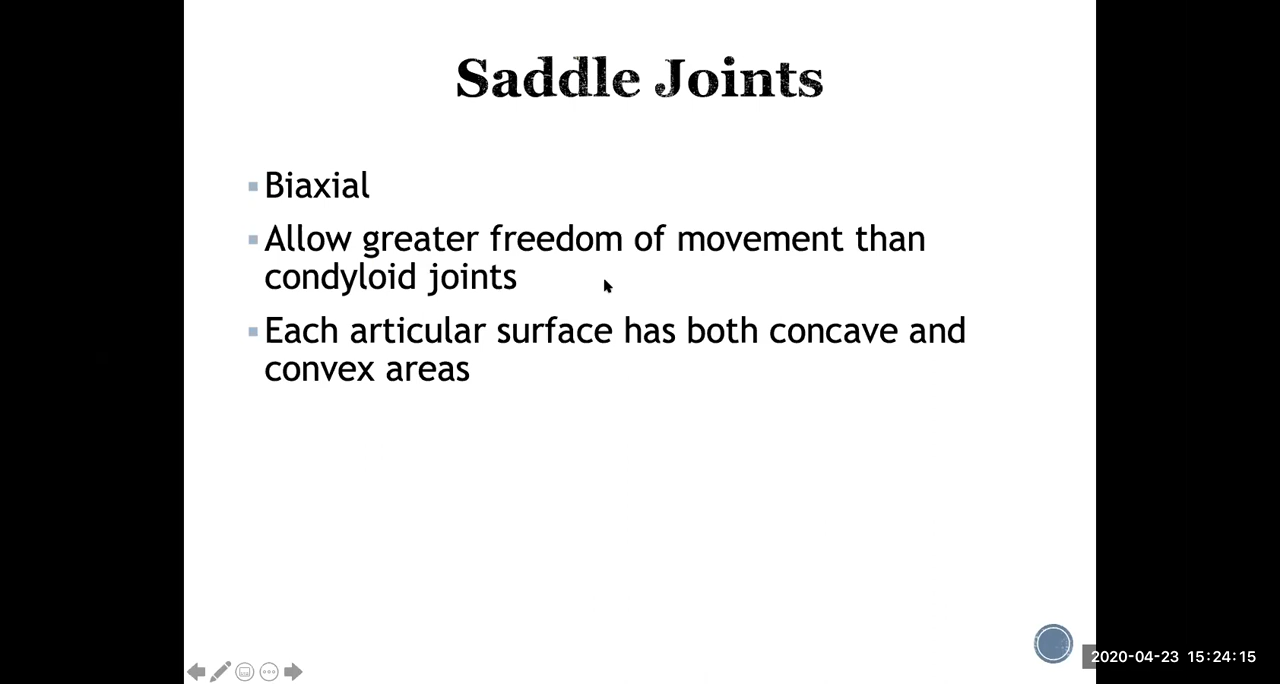 Saddle Joints
Biaxial
Allow greater freedom of movement than
condyloid joints
Each articular surface has both concave and
convex areas
2020-04-23 15:24:15